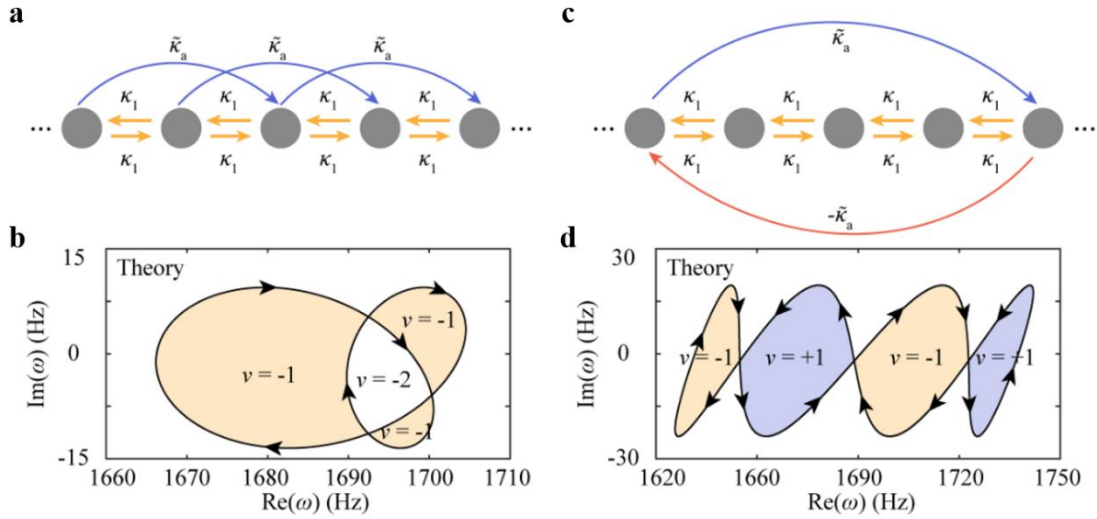 a
κ̃a κ̃a κ̃a
κ1 κ1 κ1 κ1
... ...
κ1 κ1 κ1 κ1
b
15
0
-15
Im(ω) (Hz)
Theory
ν = -1
ν = -1
ν = -2
ν = -1
1660 1670 1680 1690 1700 1710
Re(ω) (Hz)
c
κ̃a
κ1 κ1 κ1 κ1
... ...
κ1 κ1 κ1 κ1
-κ̃a
d
30
0
-30
Im(ω) (Hz)
Theory
ν = -1 ν = +1 ν = -1 ν = +1
1620 1660 1690 1720 1750
Re(ω) (Hz)